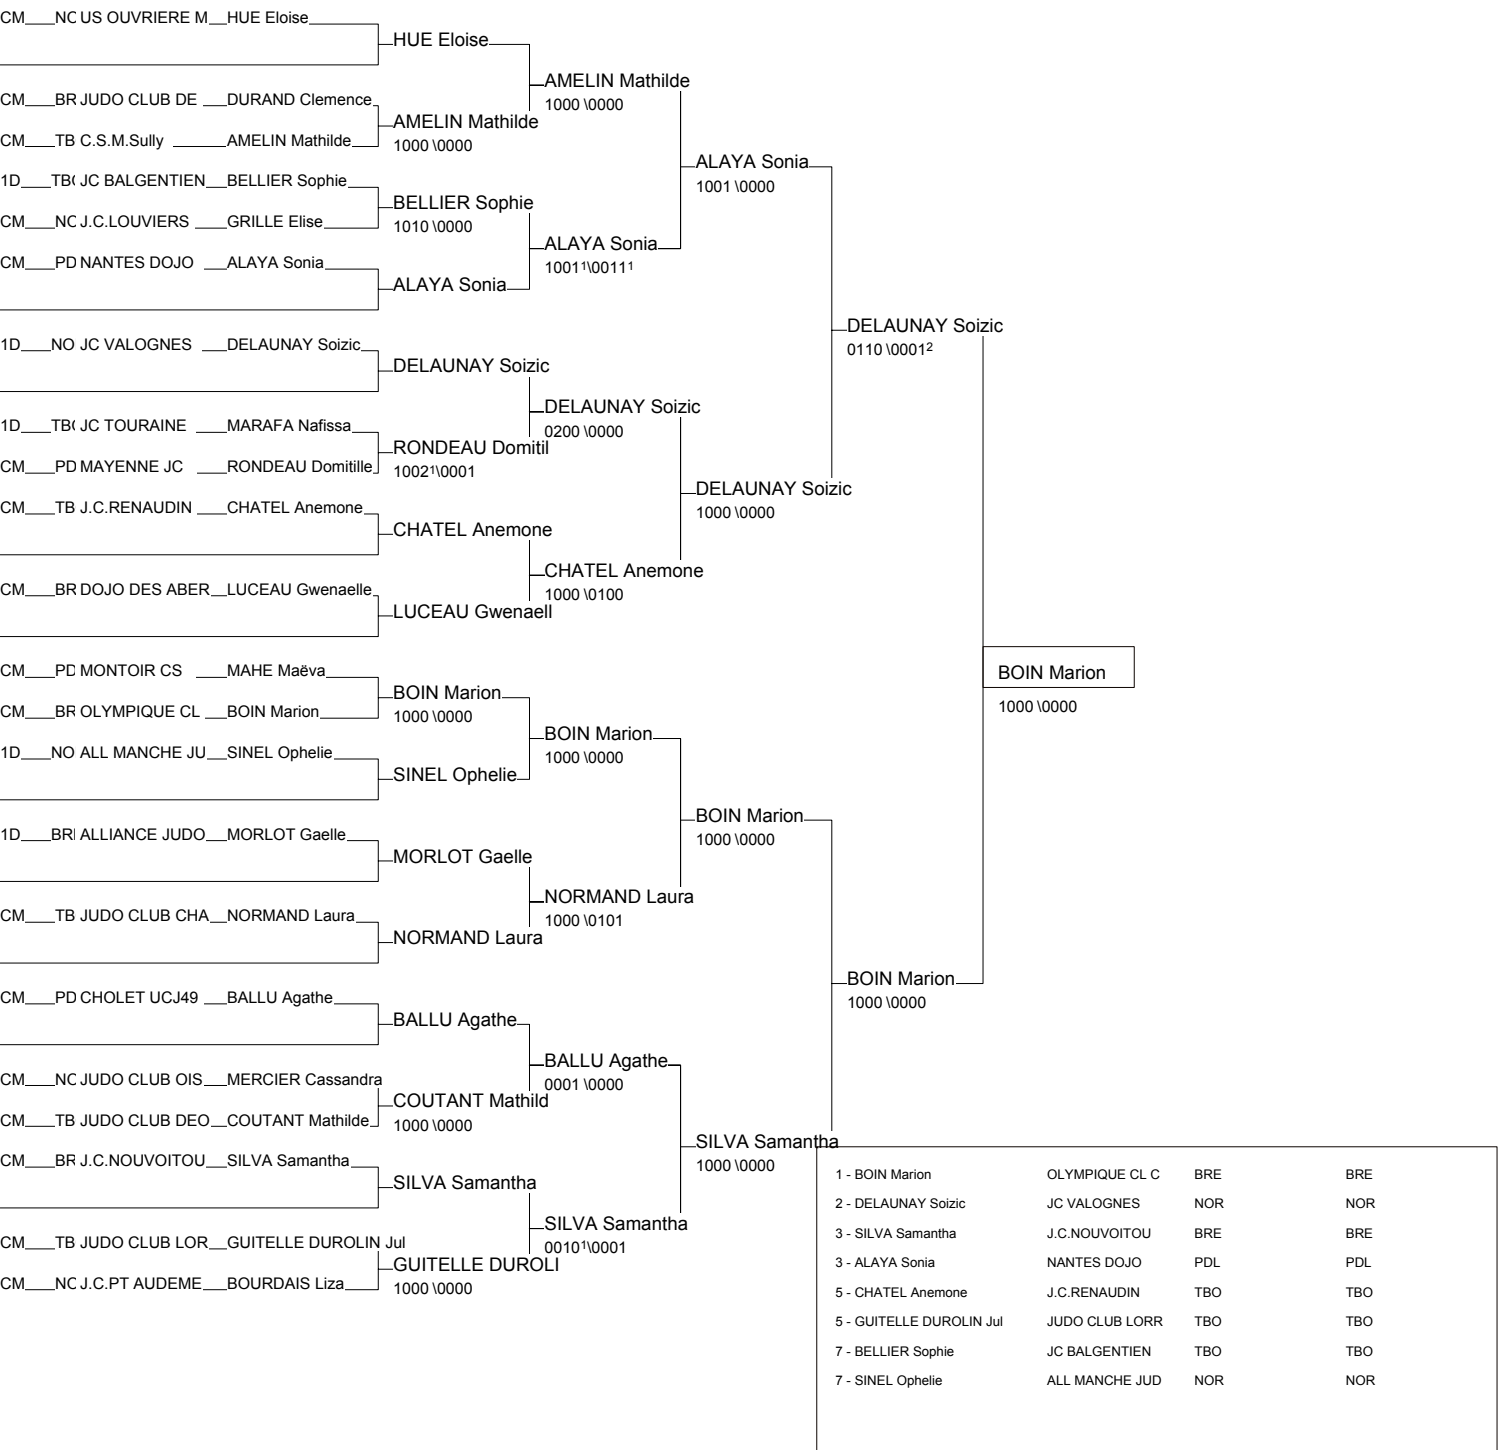 CM NC US OUVRIERE M HUE Eloise
HUE Eloise
AMELIN Mathilde
1000 \0000
CM BR JUDO CLUB DE DURAND Clemence
AMELIN Mathilde
1000 \0000
CM TB C.S.M.Sully AMELIN Mathilde
ALAYA Sonia
1001 \0000
1D TBO JC BALGENTIEN BELLIER Sophie
BELLIER Sophie
1010 \0000
CM NC J.C.LOUVIERS GRILLE Elise
ALAYA Sonia
1001¹\0011¹
CM PD NANTES DOJO ALAYA Sonia
ALAYA Sonia
DELAUNAY Soizic
0110 \0001²
1D NO JC VALOGNES DELAUNAY Soizic
DELAUNAY Soizic
DELAUNAY Soizic
0200 \0000
1D TBO JC TOURAINE MARAFA Nafissa
RONDEAU Domitil
1002¹\0001
CM PD MAYENNE JC RONDEAU Domitille
DELAUNAY Soizic
1000 \0000
CM TB J.C.RENAUDIN CHATEL Anemone
CHATEL Anemone
CHATEL Anemone
1000 \0100
CM BR DOJO DES ABER LUCEAU Gwenaelle
LUCEAU Gwenaell
BOIN Marion
1000 \0000
CM PD MONTOIR CS MAHE Maëva
BOIN Marion
1000 \0000
CM BR OLYMPIQUE CL BOIN Marion
BOIN Marion
1000 \0000
1D NO ALL MANCHE JU SINEL Ophelie
SINEL Ophelie
BOIN Marion
1000 \0000
1D BRI ALLIANCE JUDO MORLOT Gaelle
MORLOT Gaelle
NORMAND Laura
1000 \0101
CM TB JUDO CLUB CHA NORMAND Laura
NORMAND Laura
BOIN Marion
1000 \0000
CM PD CHOLET UCJ49 BALLU Agathe
BALLU Agathe
BALLU Agathe
0001 \0000
CM NC JUDO CLUB OIS MERCIER Cassandra
COUTANT Mathild
1000 \0000
CM TB JUDO CLUB DEO COUTANT Mathilde
SILVA Samantha
1000 \0000
CM BR J.C.NOUVOITOU SILVA Samantha
SILVA Samantha
SILVA Samantha
0010¹\0001
CM TB JUDO CLUB LOR GUITELLE DUROLIN Jul
GUITELLE DUROLI
1000 \0000
CM NC J.C.PT AUDEME BOURDAIS Liza
1 - BOIN Marion OLYMPIQUE CL C BRE BRE
2 - DELAUNAY Soizic JC VALOGNES NOR NOR
3 - SILVA Samantha J.C.NOUVOITOU BRE BRE
3 - ALAYA Sonia NANTES DOJO PDL PDL
5 - CHATEL Anemone J.C.RENAUDIN TBO TBO
5 - GUITELLE DUROLIN Jul JUDO CLUB LORR TBO TBO
7 - BELLIER Sophie JC BALGENTIEN TBO TBO
7 - SINEL Ophelie ALL MANCHE JUD NOR NOR